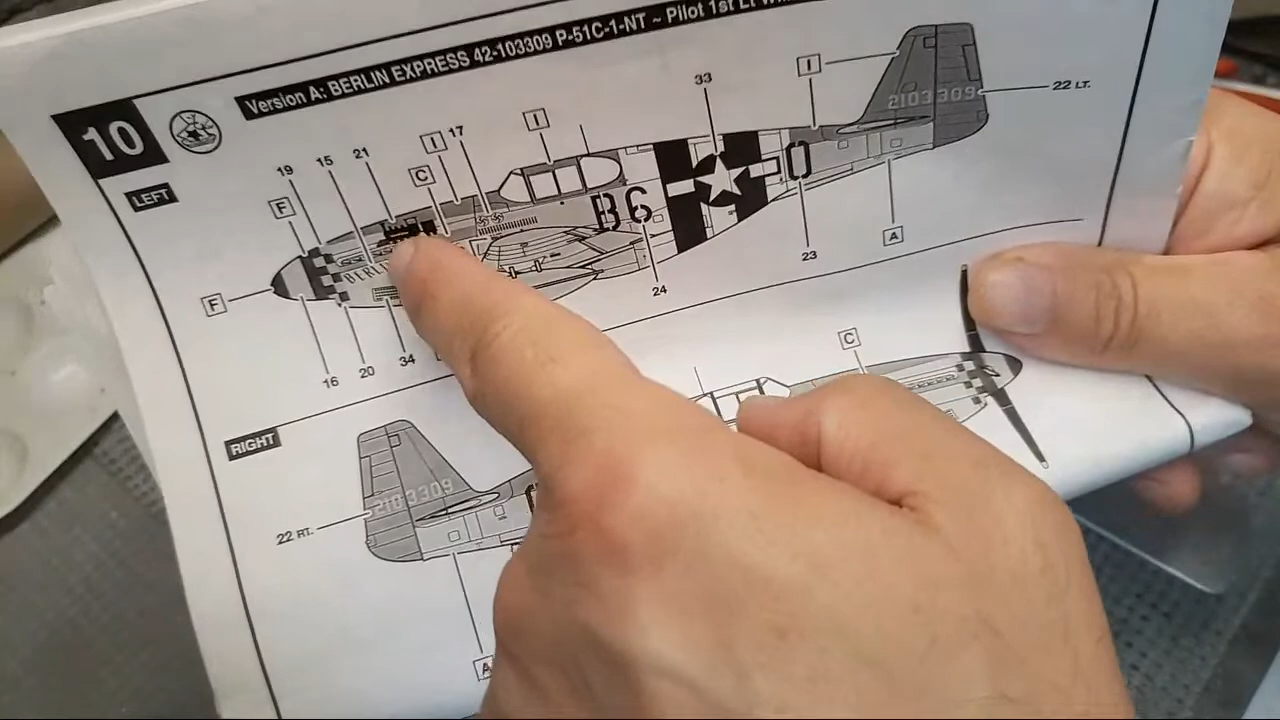 10
Version A: BERLIN EXPRESS 42-103309 P-51C-1-NT ~ Pilot 1st Lt
LEFT
19
15
21
F
C
I
17
I
33
I
2103309
22 LT.
B6
O
F
A
23
24
16
20
34
C
RIGHT
2103309
22 RT.
A